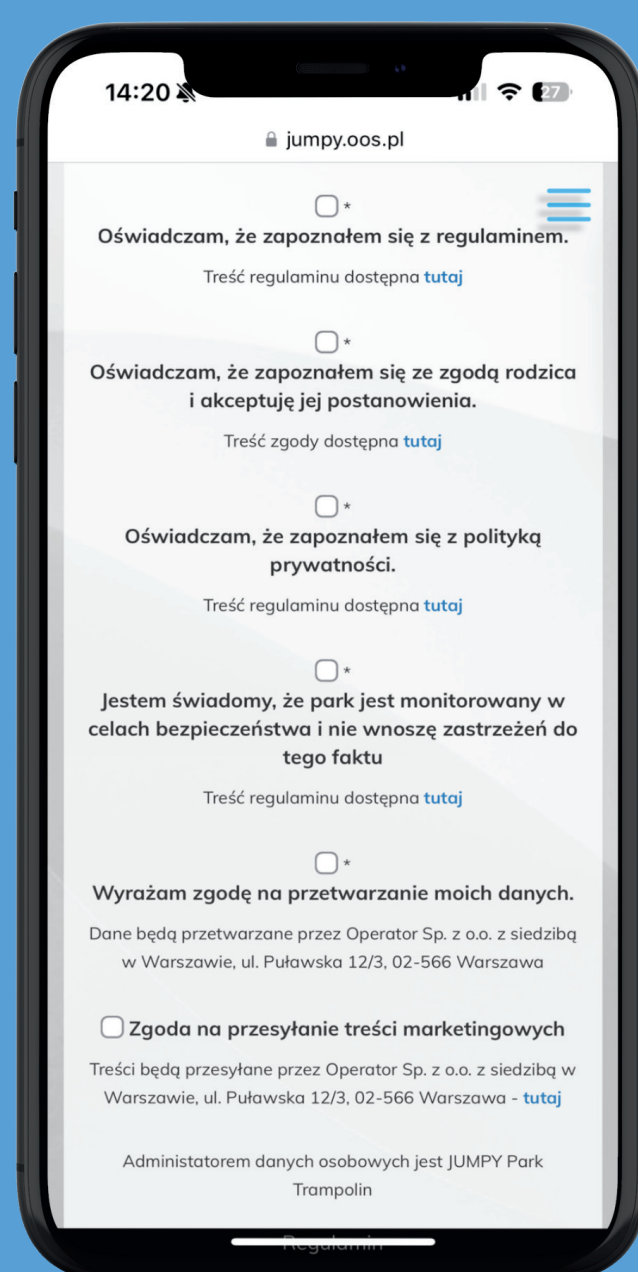 14:20
27
jumpy.oos.pl
*
Oświadczam, że zapoznałem się z regulaminem.
Treść regulaminu dostępna tutaj
*
Oświadczam, że zapoznałem się ze zgodą rodzica
i akceptuję jej postanowienia.
Treść zgody dostępna tutaj
*
Oświadczam, że zapoznałem się z polityką
prywatności.
Treść regulaminu dostępna tutaj
*
Jestem świadomy, że park jest monitorowany w
celach bezpieczeństwa i nie wnoszę zastrzeżeń do
tego faktu
Treść regulaminu dostępna tutaj
*
Wyrażam zgodę na przetwarzanie moich danych.
Dane będą przetwarzane przez Operator Sp. z o.o. z siedzibą
w Warszawie, ul. Puławska 12/3, 02-566 Warszawa
Zgoda na przesyłanie treści marketingowych
Treści będą przesyłane przez Operator Sp. z o.o. z siedzibą w
Warszawie, ul. Puławska 12/3, 02-566 Warszawa - tutaj
Administatorem danych osobowych jest JUMPY Park
Trampolin
Regulamin